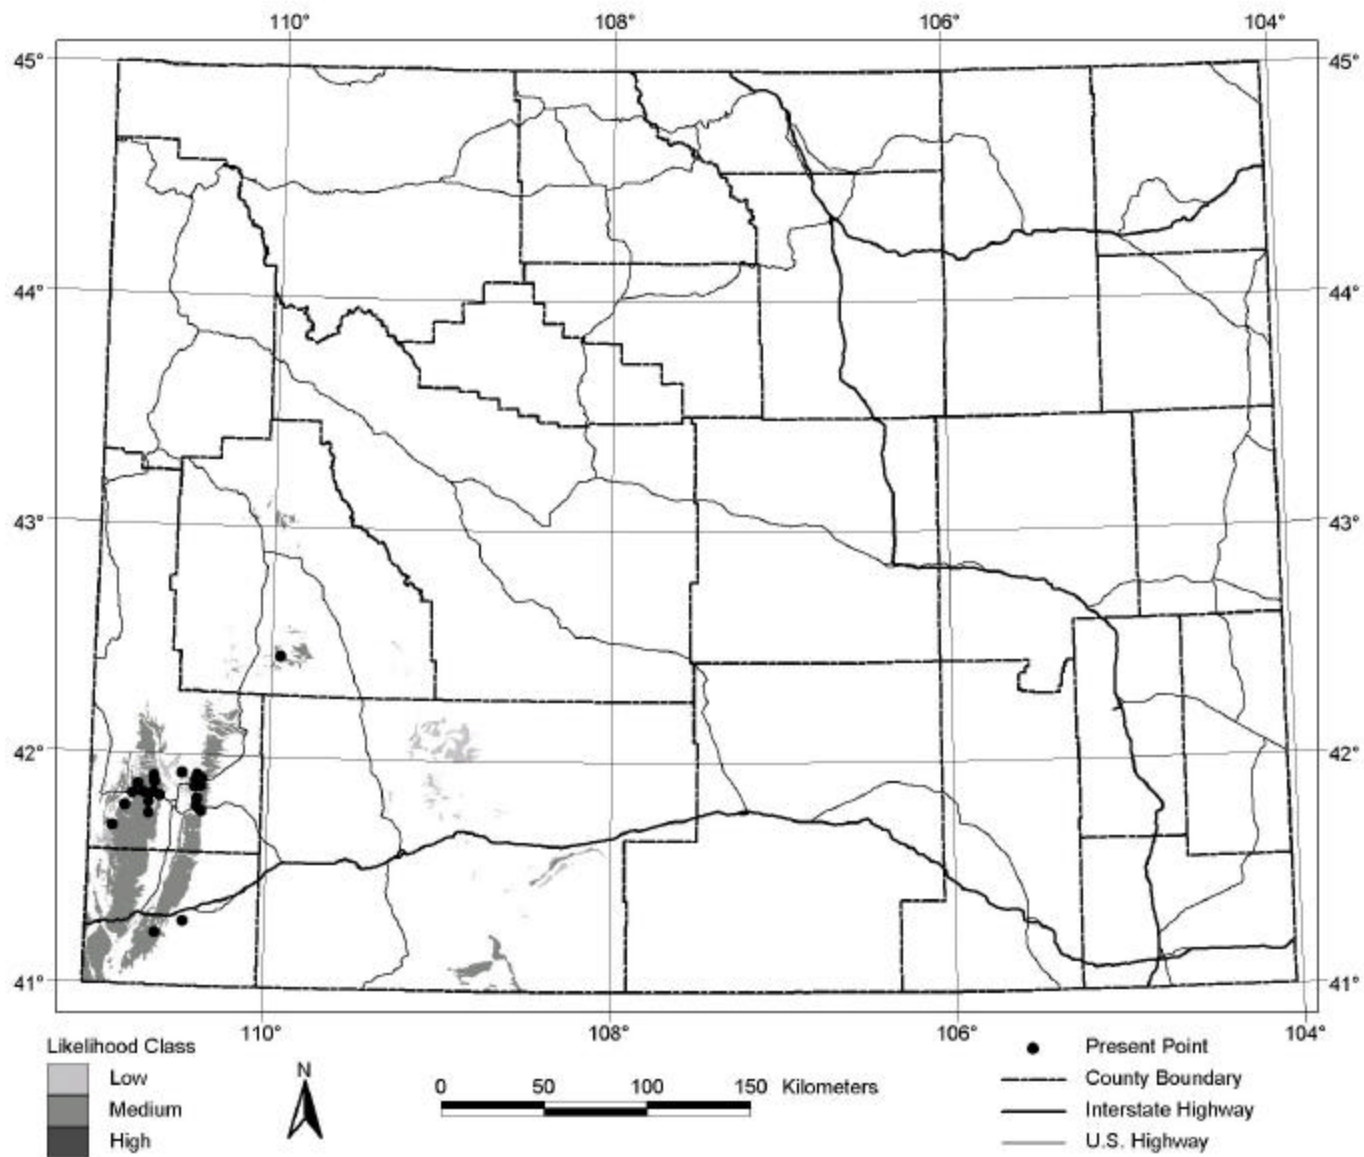 110° 108° 106° 104°
45° 45°
44° 44°
43° 43°
42° 42°
41° 41°
110° 108° 106° 104°
Likelihood Class
Low
Medium
High
N
0 50 100 150 Kilometers
Present Point
County Boundary
Interstate Highway
U.S. Highway